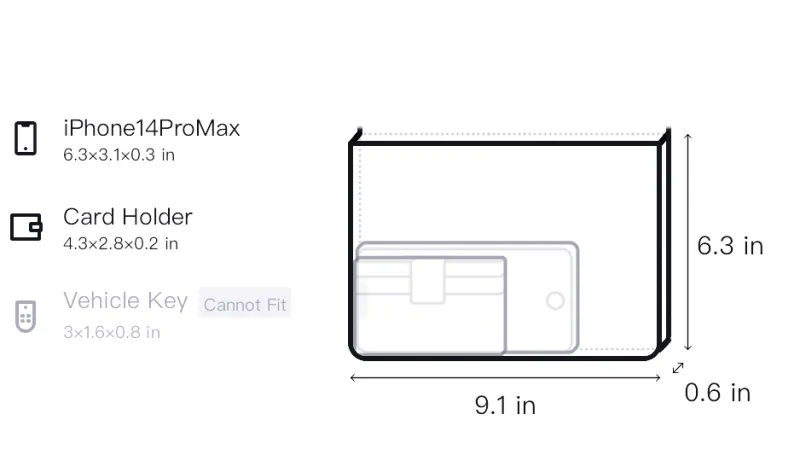 iPhone14ProMax
6.3×3.1×0.3 in
Card Holder
4.3×2.8×0.2 in
Vehicle Key Cannot Fit
3×1.6×0.8 in
6.3 in
9.1 in
0.6 in